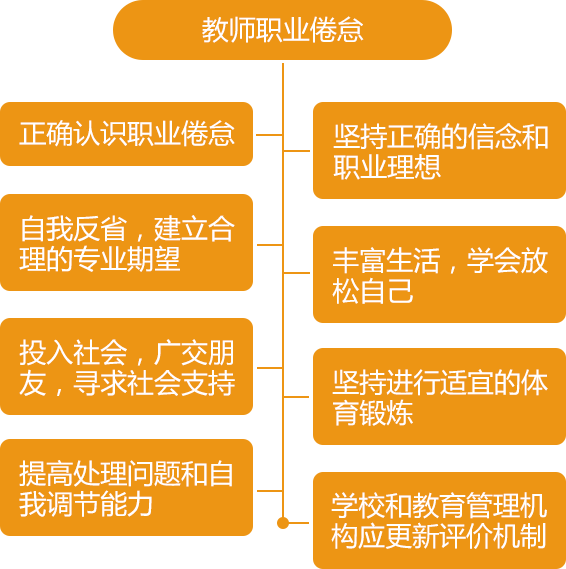 教师职业倦怠
正确认识职业倦怠
坚持正确的信念和
职业理想
自我反省，建立合
理的专业期望
丰富生活，学会放
松自己
投入社会，广交朋
友，寻求社会支持
坚持进行适宜的体
育锻炼
提高处理问题和自
我调节能力
学校和教育管理机
构应更新评价机制